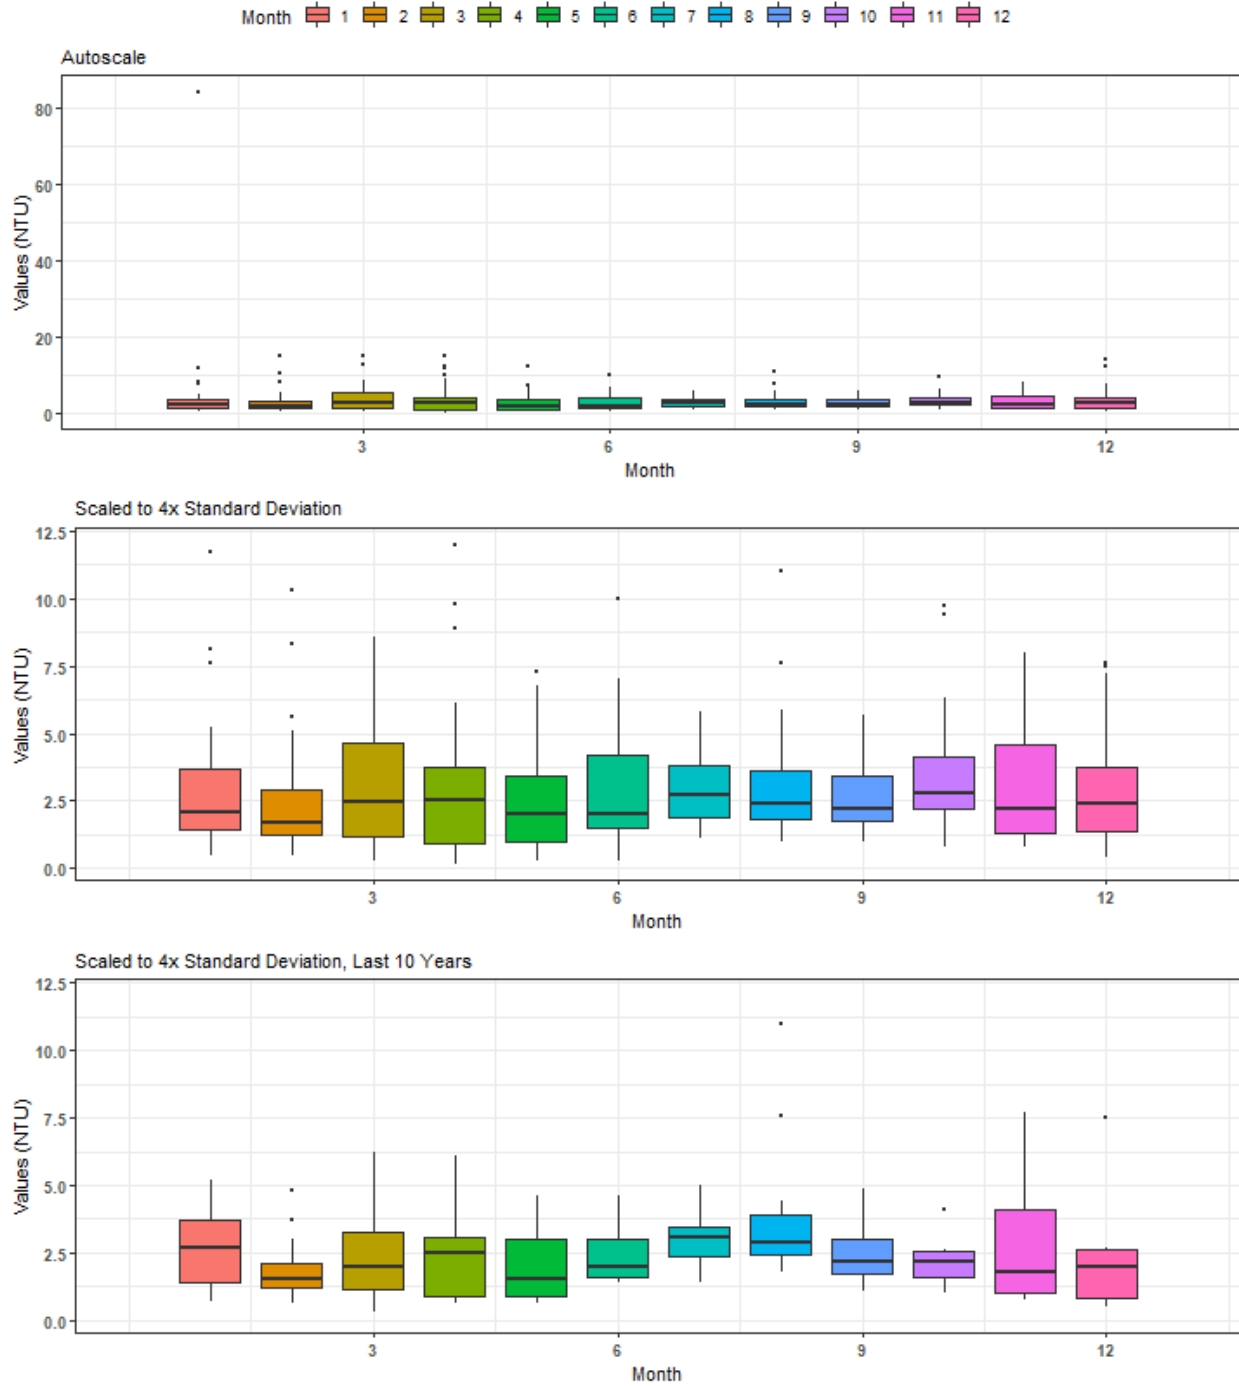 Month 1 2 3 4 5 6 7 8 9 10 11 12
Autoscale
Values (NTU)
80
60
40
20
0
3 6 9 12
Month
Scaled to 4x Standard Deviation
Values (NTU)
12.5
10.0
7.5
5.0
2.5
0.0
3 6 9 12
Month
Scaled to 4x Standard Deviation, Last 10 Years
Values (NTU)
12.5
10.0
7.5
5.0
2.5
0.0
3 6 9 12
Month